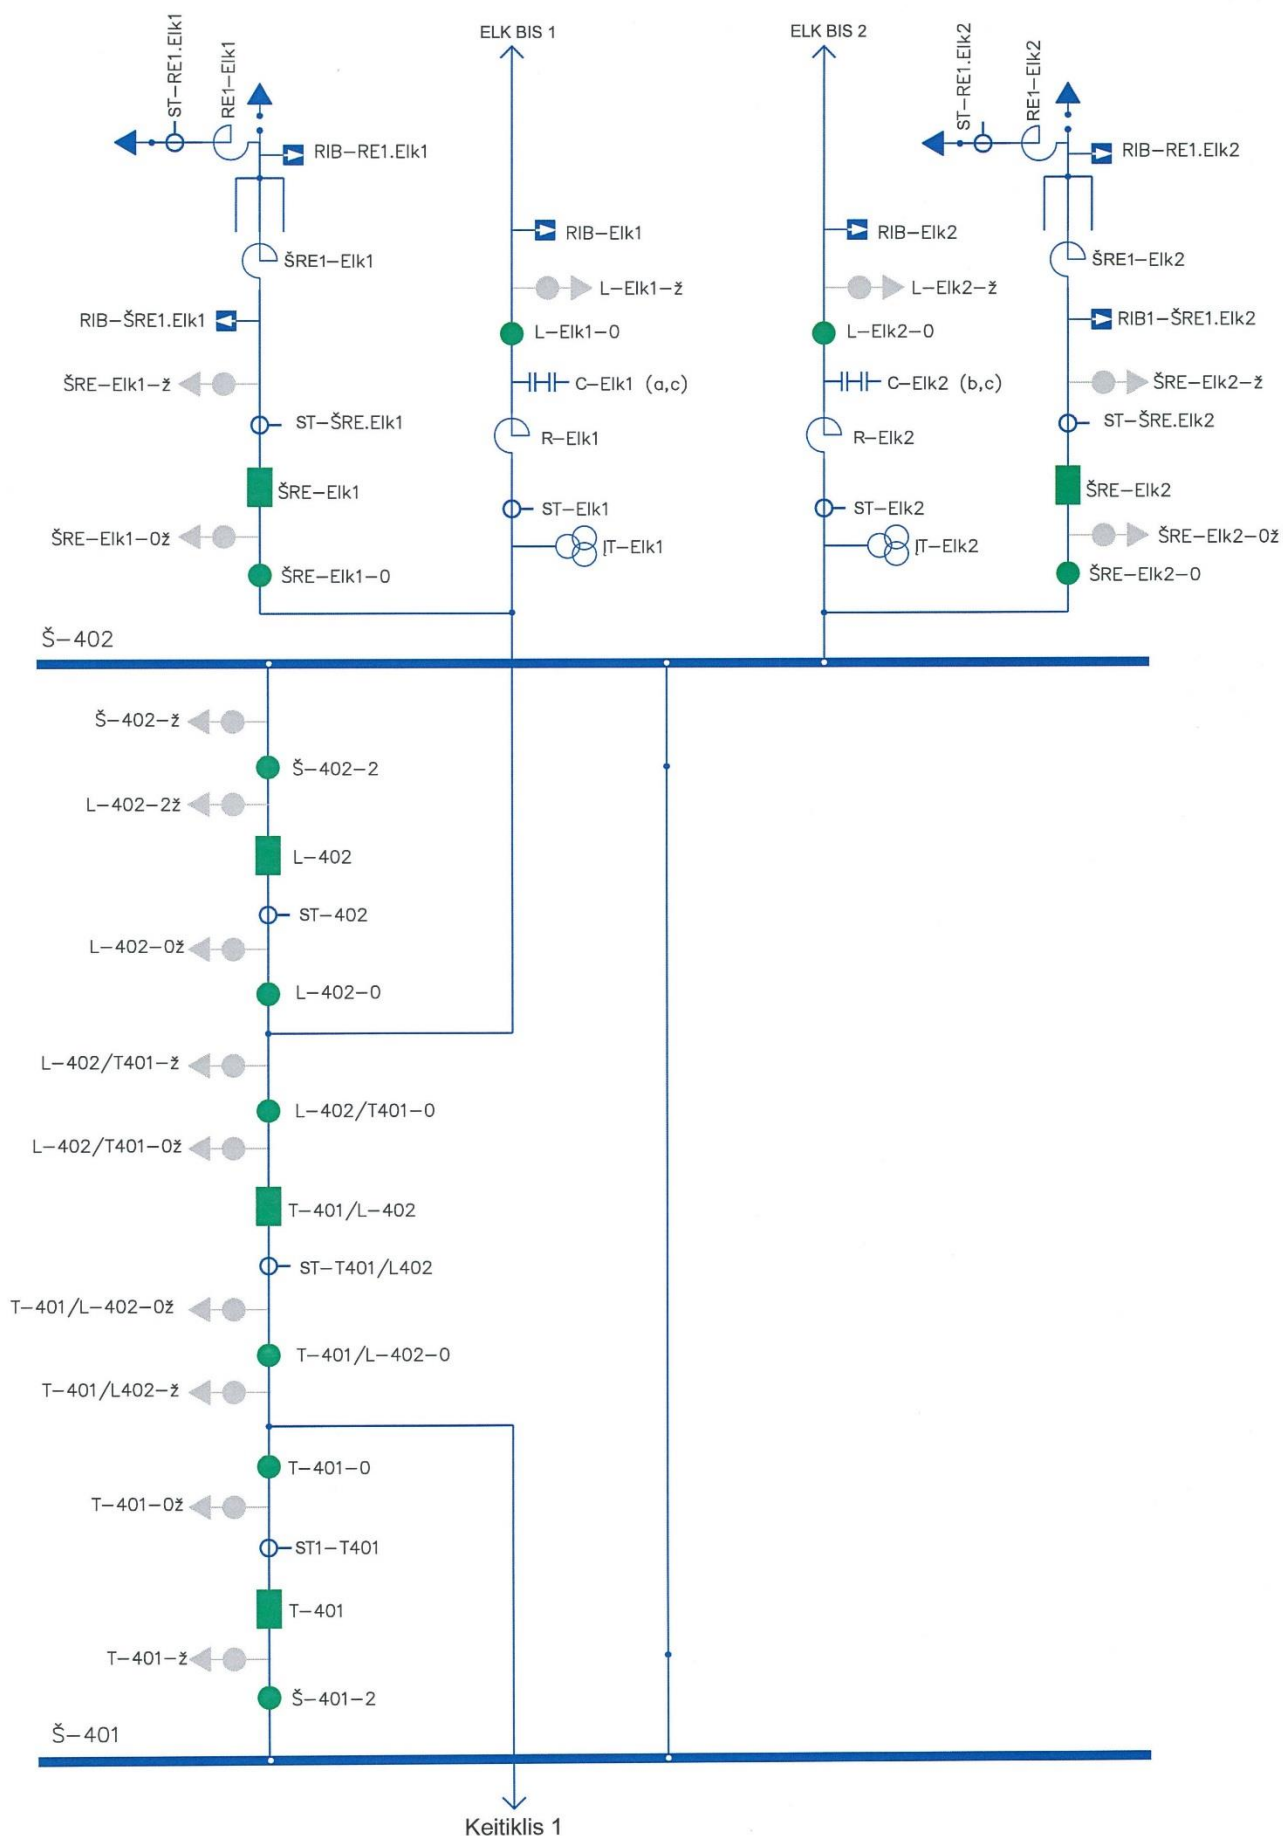 ELK BIS 1
ELK BIS 2
ST-RE1.Elk1
RE1-Elk1
ST-RE1.Elk2
RE1-Elk2
RIB-RE1.Elk1
RIB-RE1.Elk2
RIB-Elk1
RIB-Elk2
ŠRE1-Elk1
ŠRE1-Elk2
L-Elk1-ž
L-Elk2-ž
RIB-ŠRE1.Elk1
L-Elk1-0
L-Elk2-0
RIB1-ŠRE1.Elk2
ŠRE-Elk1-ž
C-Elk1 (a,c)
C-Elk2 (b,c)
ŠRE-Elk2-ž
ST-ŠRE.Elk1
R-Elk1
R-Elk2
ST-ŠRE.Elk2
ŠRE-Elk1
ST-Elk1
ST-Elk2
ŠRE-Elk2
ŠRE-Elk1-0ž
ĮT-Elk1
ĮT-Elk2
ŠRE-Elk2-0ž
ŠRE-Elk1-0
ŠRE-Elk2-0
Š-402
Š-402-ž
Š-402-2
L-402-2ž
L-402
ST-402
L-402-0ž
L-402-0
L-402/T401-ž
L-402/T401-0
L-402/T401-0ž
T-401/L-402
ST-T401/L402
T-401/L-402-0ž
T-401/L-402-0
T-401/L402-ž
T-401-0
T-401-0ž
ST1-T401
T-401
T-401-ž
Š-401-2
Š-401
Keitiklis 1